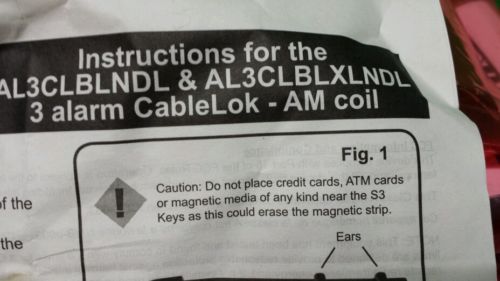 Instructions for the
AL3CLBLNDL & AL3CLBLXLNDL
3 alarm CableLok - AM coil
Fig. 1
Caution: Do not place credit cards, ATM cards
or magnetic media of any kind near the S3
Keys as this could erase the magnetic strip.
of the
the
Ears